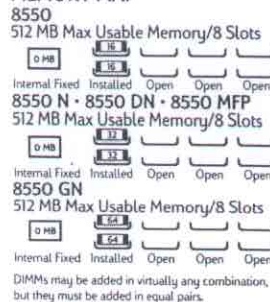 8550
512 MB Max Usable Memory/8 Slots
16
0 MB
16
Internal Fixed Installed Open Open Open
8550 N · 8550 DN · 8550 MFP
512 MB Max Usable Memory/8 Slots
32
0 MB
32
Internal Fixed Installed Open Open Open
8550 GN
512 MB Max Usable Memory/8 Slots
64
0 MB
64
Internal Fixed Installed Open Open Open
DIMMs may be added in virtually any combination,
but they must be added in equal pairs.